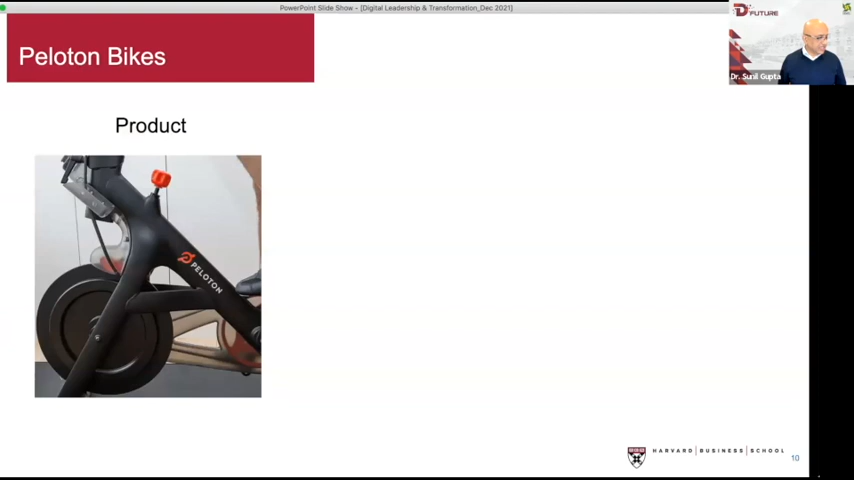 PowerPoint Slide Show - [Digital Leadership & Transformation_Dec 2021]
Peloton Bikes
FUTURE
Dr. Sunil Gupta
Product
PELOTON
HARVARD | BUSINESS | SCHOOL
10